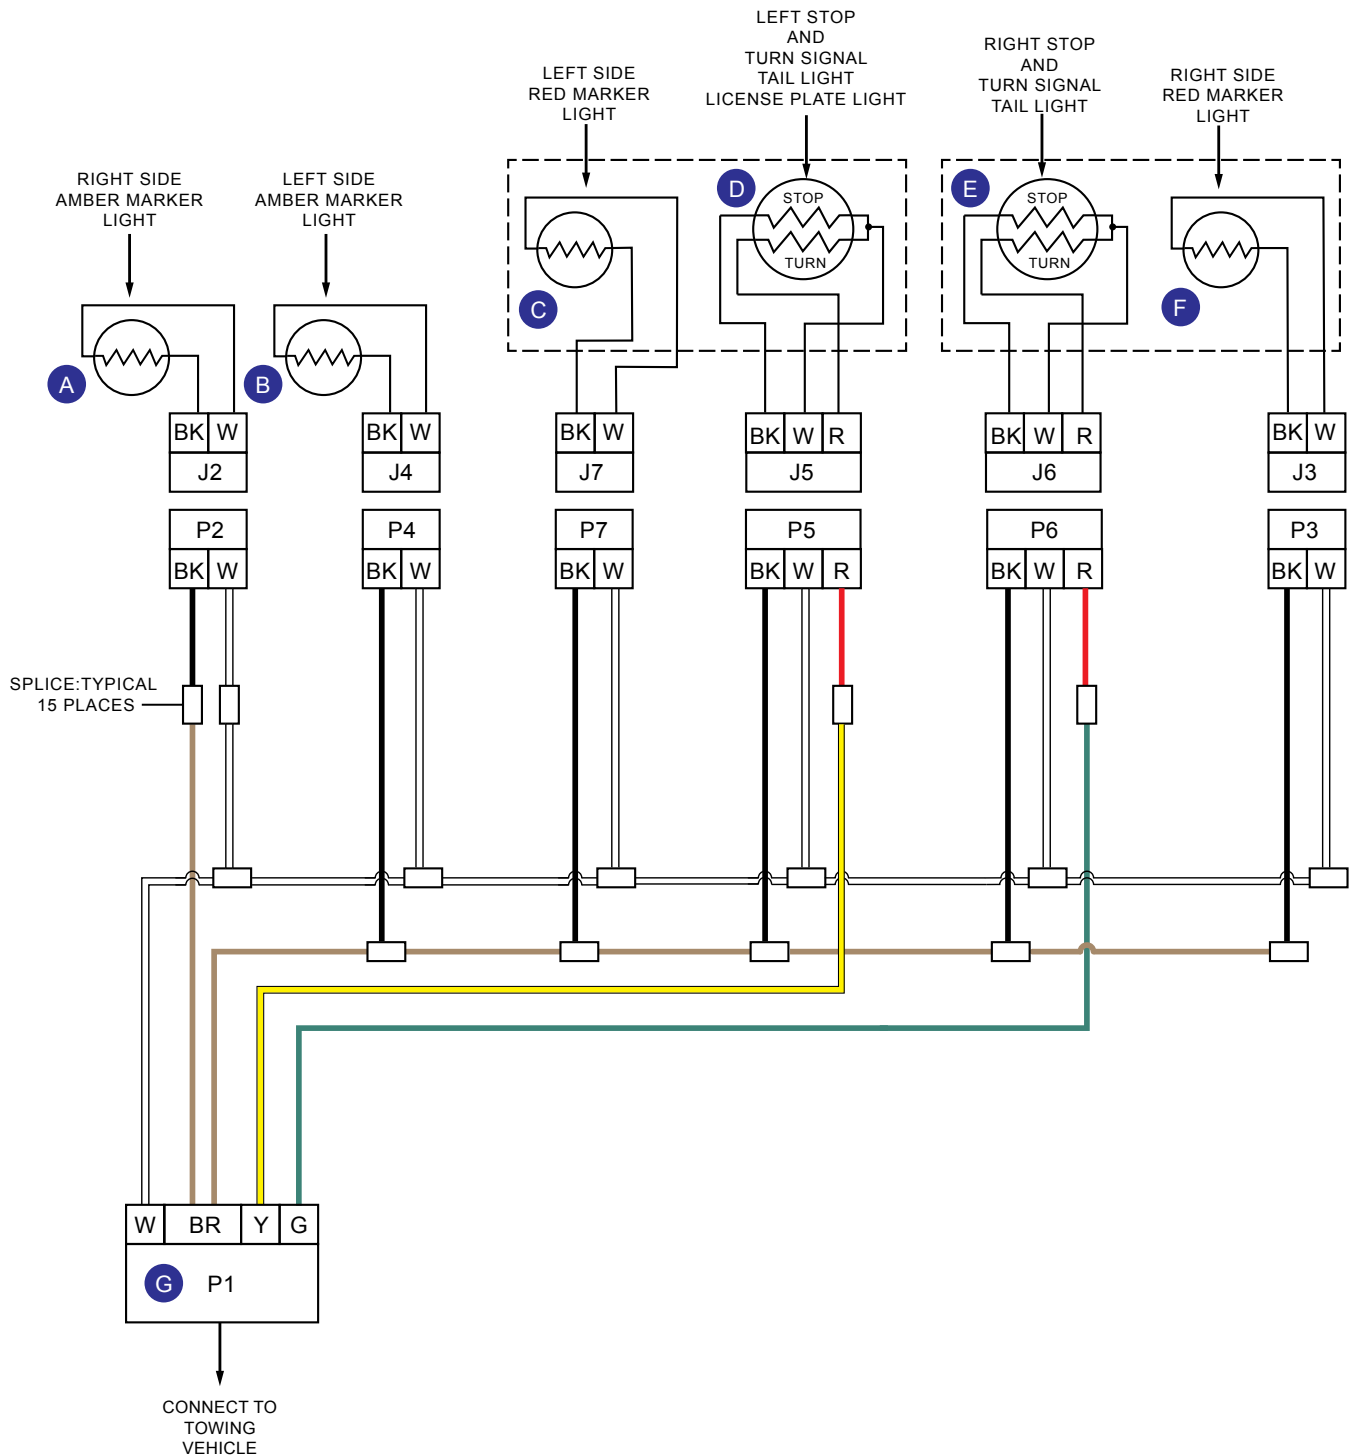 LEFT STOP
AND
TURN SIGNAL
TAIL LIGHT
LICENSE PLATE LIGHT
RIGHT STOP
AND
TURN SIGNAL
TAIL LIGHT
LEFT SIDE
RED MARKER
LIGHT
RIGHT SIDE
RED MARKER
LIGHT
RIGHT SIDE
AMBER MARKER
LIGHT
LEFT SIDE
AMBER MARKER
LIGHT
D
STOP
TURN
E
STOP
TURN
C
F
A
B
BK W
J2
BK W
J4
BK W
J7
BK W R
J5
BK W R
J6
BK W
J3
P2
BK W
P4
BK W
P7
BK W
P5
BK W R
P6
BK W R
P3
BK W
SPLICE:TYPICAL
15 PLACES
W BR Y G
G P1
CONNECT TO
TOWING
VEHICLE